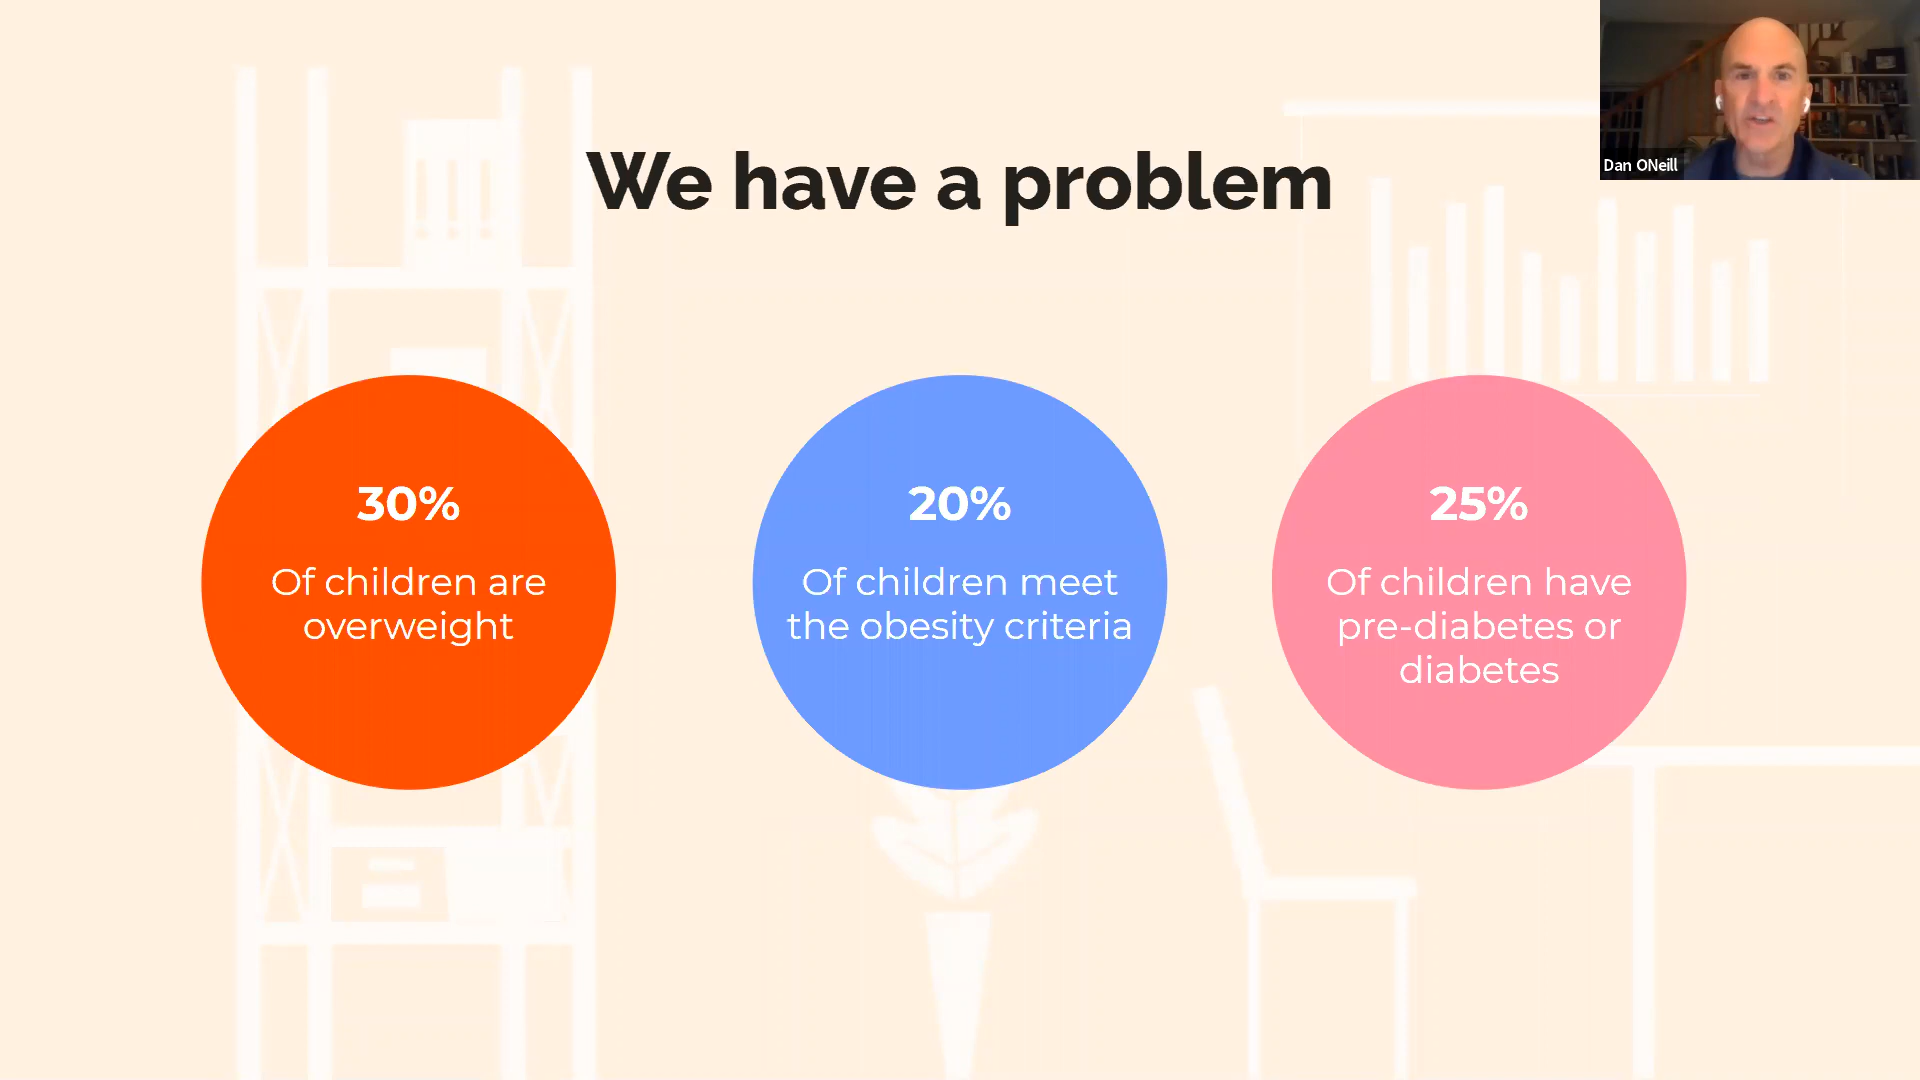 We have a problem
Dan ONeill
30%
Of children are
overweight
20%
Of children meet
the obesity criteria
25%
Of children have
pre-diabetes or
diabetes